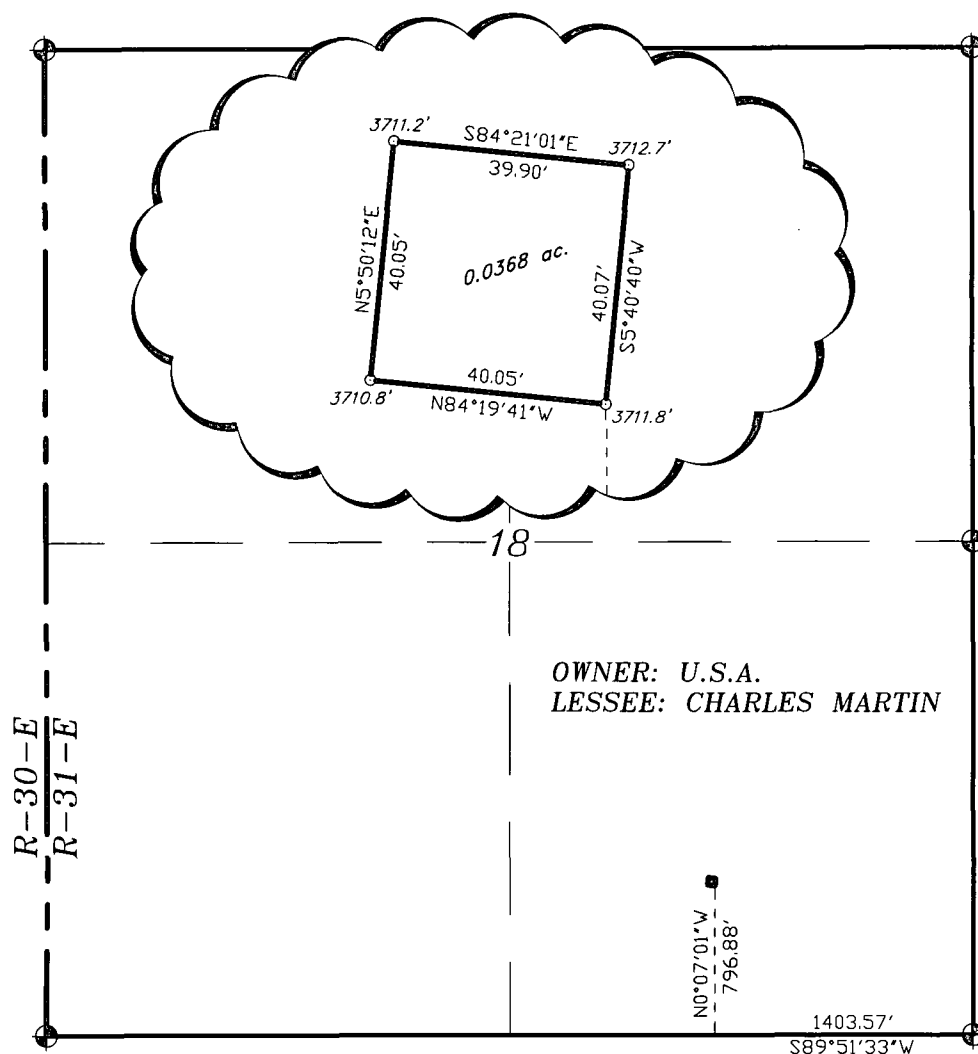 3711.2'
S84°21'01"E
3712.7'
39.90'
N5°50'12"E
40.05'
0.0368 ac.
40.07'
S5°40'40"W
40.05'
3710.8'
N84°19'41"W
3711.8'
18
OWNER: U.S.A.
LESSEE: CHARLES MARTIN
R-30-E
R-31-E
N0°07'01"W
796.88'
1403.57'
S89°51'33"W